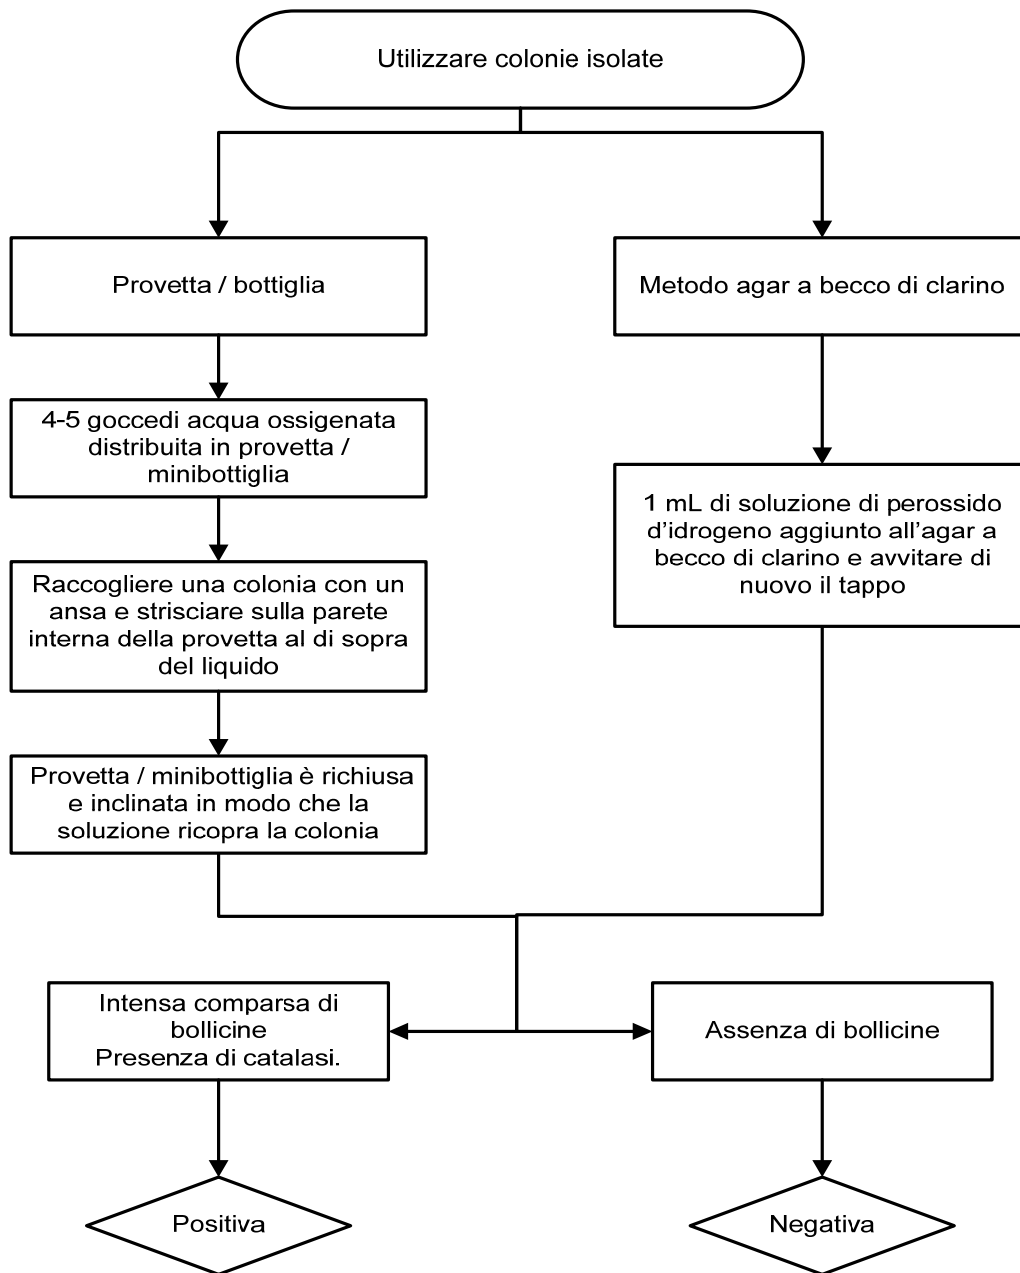 Utilizzare colonie isolate
Provetta / bottiglia
Metodo agar a becco di clarino
4-5 goccedi acqua ossigenata
distribuita in provetta /
minibottiglia
1 mL di soluzione di perossido
d'idrogeno aggiunto all'agar a
becco di clarino e avvitare di
nuovo il tappo
Raccogliere una colonia con un
ansa e strisciare sulla parete
interna della provetta al di sopra
del liquido
Provetta / minibottiglia è richiusa
e inclinata in modo che la
soluzione ricopra la colonia
Intensa comparsa di
bollicine
Presenza di catalasi.
Assenza di bollicine
Positiva
Negativa